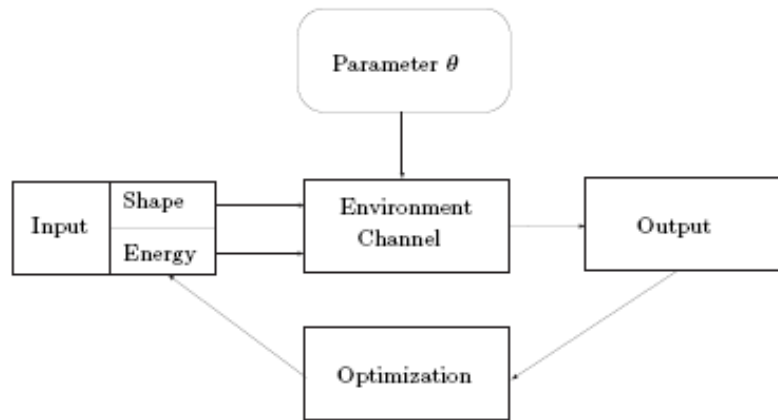 Parameter θ
Input
Shape
Energy
Environment
Channel
Output
Optimization